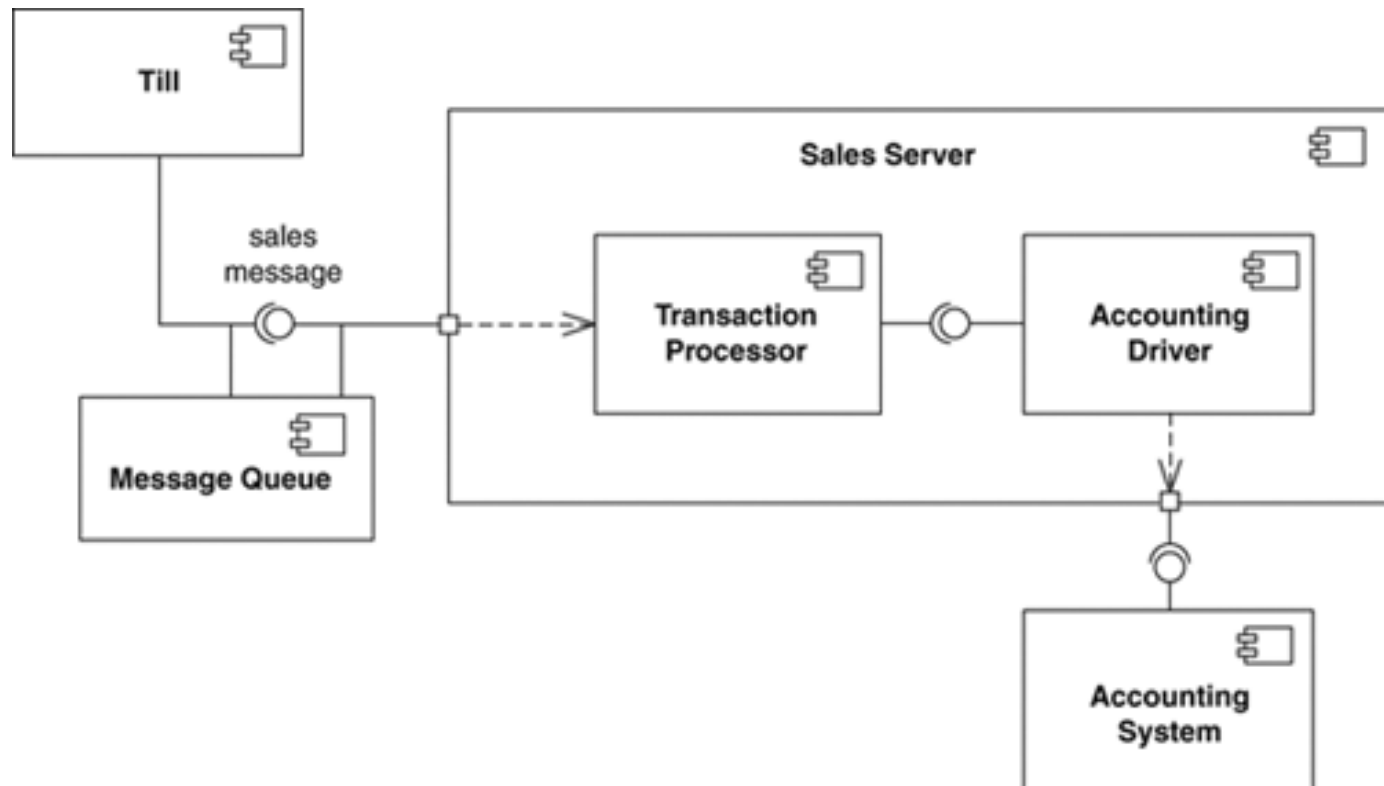 Till
Sales Server
sales
message
Transaction
Processor
Accounting
Driver
Message Queue
Accounting
System